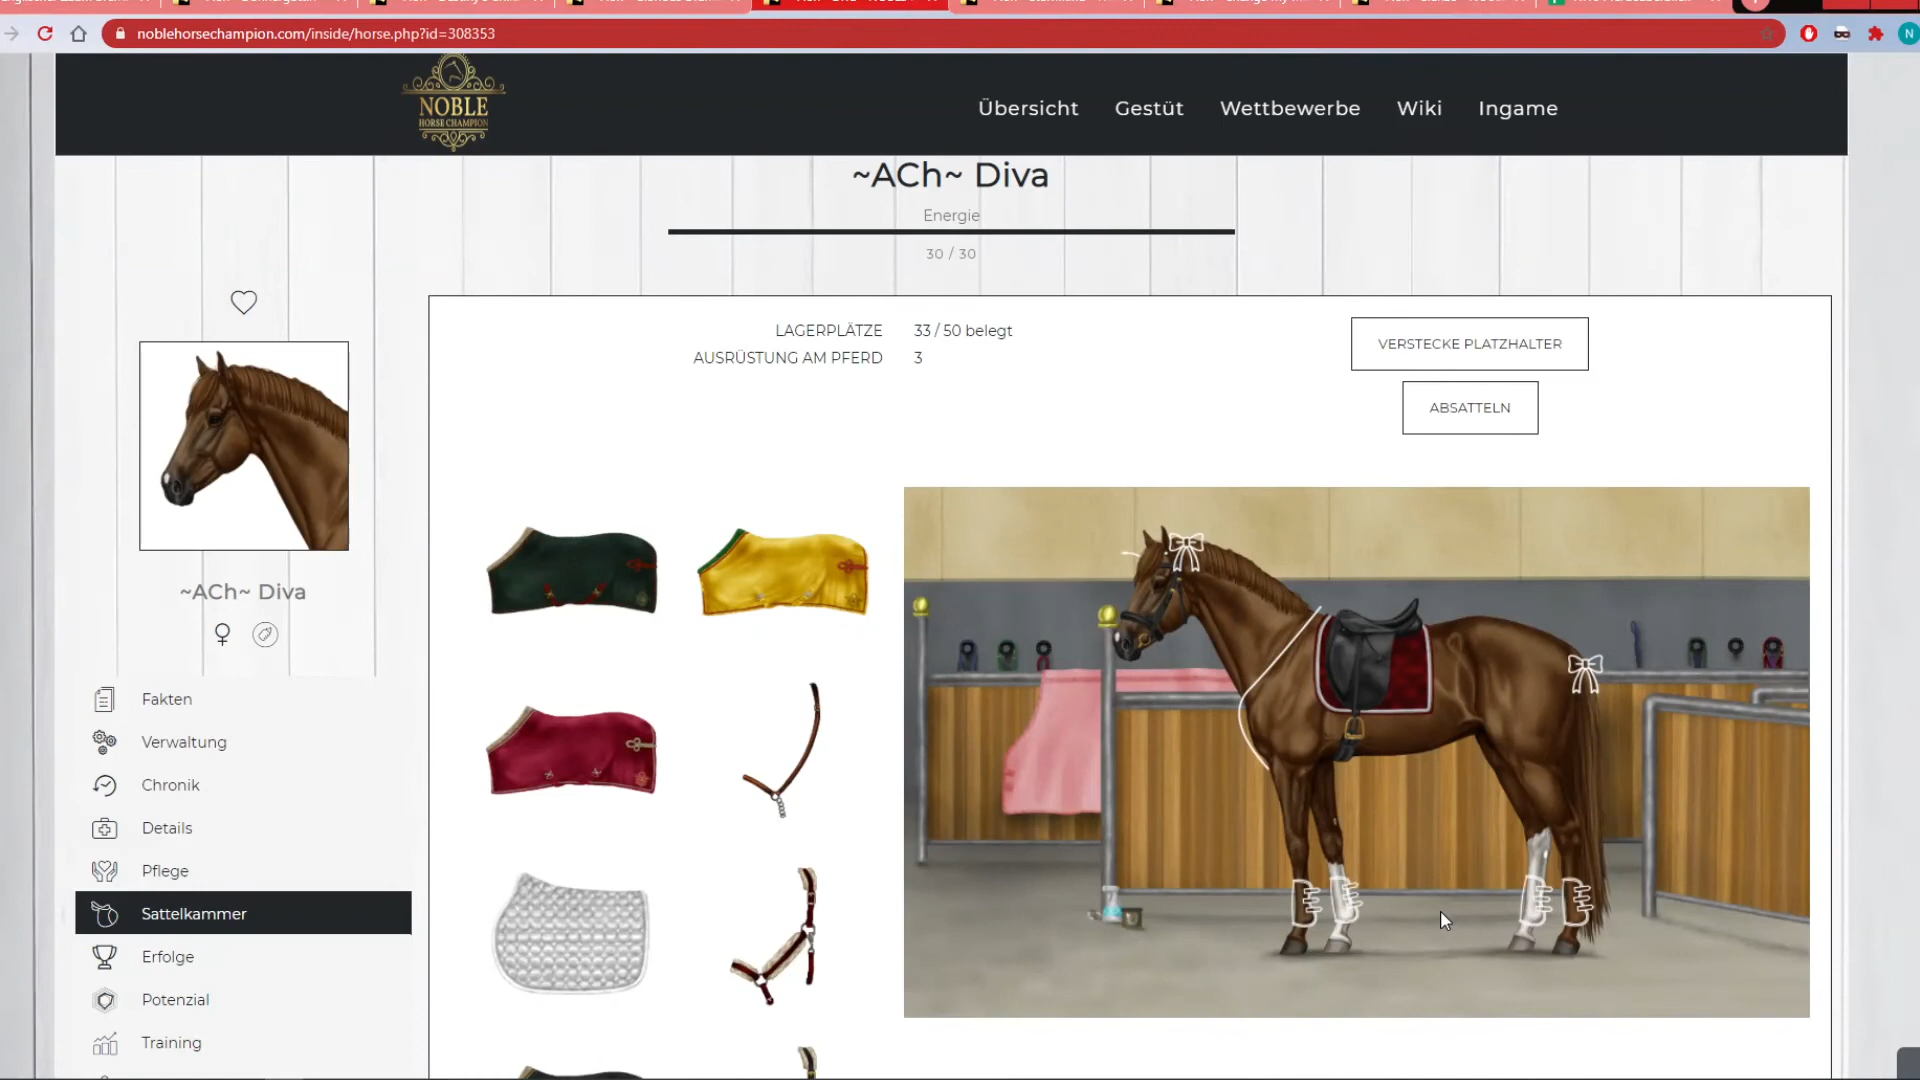 noblehorsechampion.com/inside/horse.php?id=308353
N
NOBLE
HORSE CHAMPION
Übersicht
Gestüt
Wettbewerbe
Wiki
Ingame
~ACh~ Diva
Energie
30 / 30
LAGERPLÄTZE 33 / 50 belegt
AUSRÜSTUNG AM PFERD 3
VERSTECKE PLATZHALTER
ABSATTELN
~ACh~ Diva
Fakten
Verwaltung
Chronik
Details
Pflege
Sattelkammer
Erfolge
Potenzial
Training